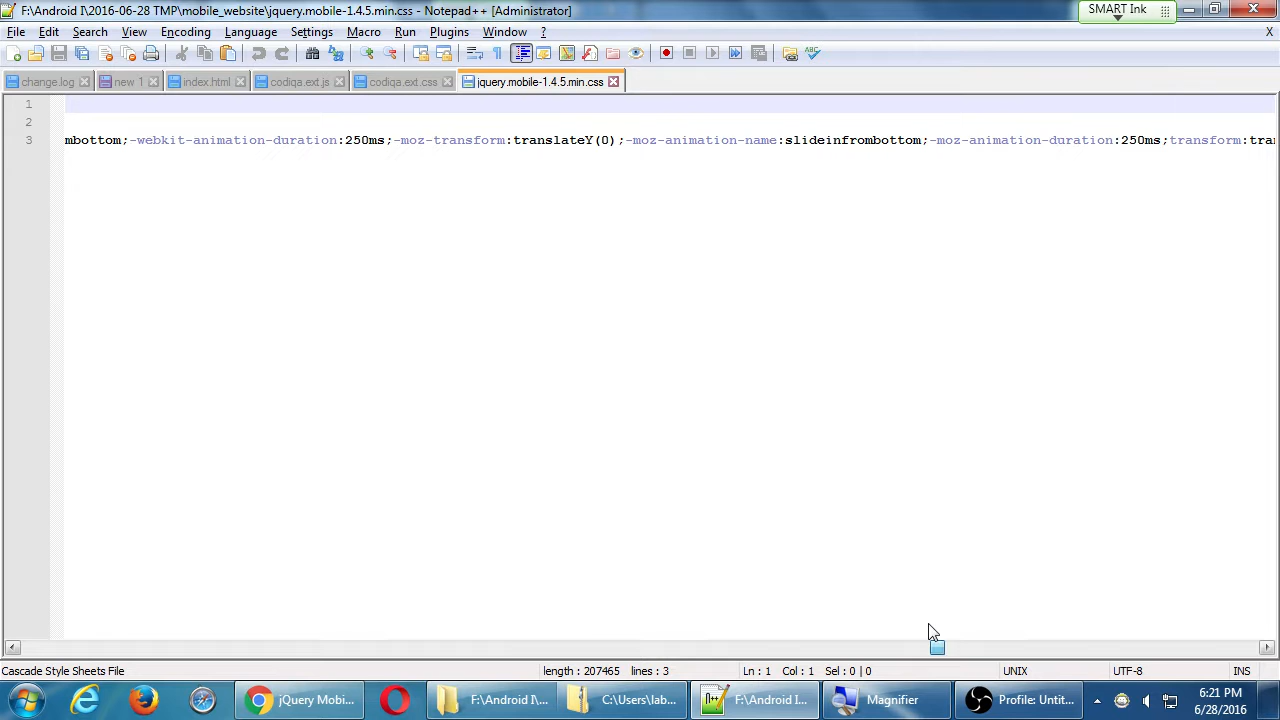 F:\Android I\2016-06-28 TMP\mobile_website\jquery.mobile-1.4.5.min.css - Notepad++ [Administrator]
SMART Ink
File Edit Search View Encoding Language Settings Macro Run Plugins Window ? X
change.log new 1 index.html codiqa.ext.js codiqa.ext.css jquery.mobile-1.4.5.min.css
1
2
3 mbottom;-webkit-animation-duration:250ms;-moz-transform:translateY(0);-moz-animation-name:slideinfrombottom;-moz-animation-duration:250ms;transform:tran
Cascade Style Sheets File length : 207465 lines : 3 Ln : 1 Col : 1 Sel : 0 | 0 UNIX UTF-8 INS
jQuery Mobi... F:\Android I\... C:\Users\lab... F:\Android I... Magnifier Profile: Untit... 6:21 PM
6/28/2016